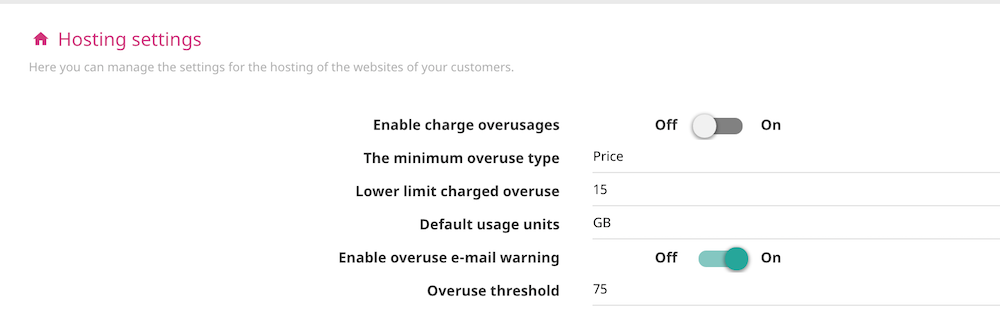 Hosting settings
Here you can manage the settings for the hosting of the websites of your customers.
Enable charge overusages Off On
The minimum overuse type Price
Lower limit charged overuse 15
Default usage units GB
Enable overuse e-mail warning Off On
Overuse threshold 75